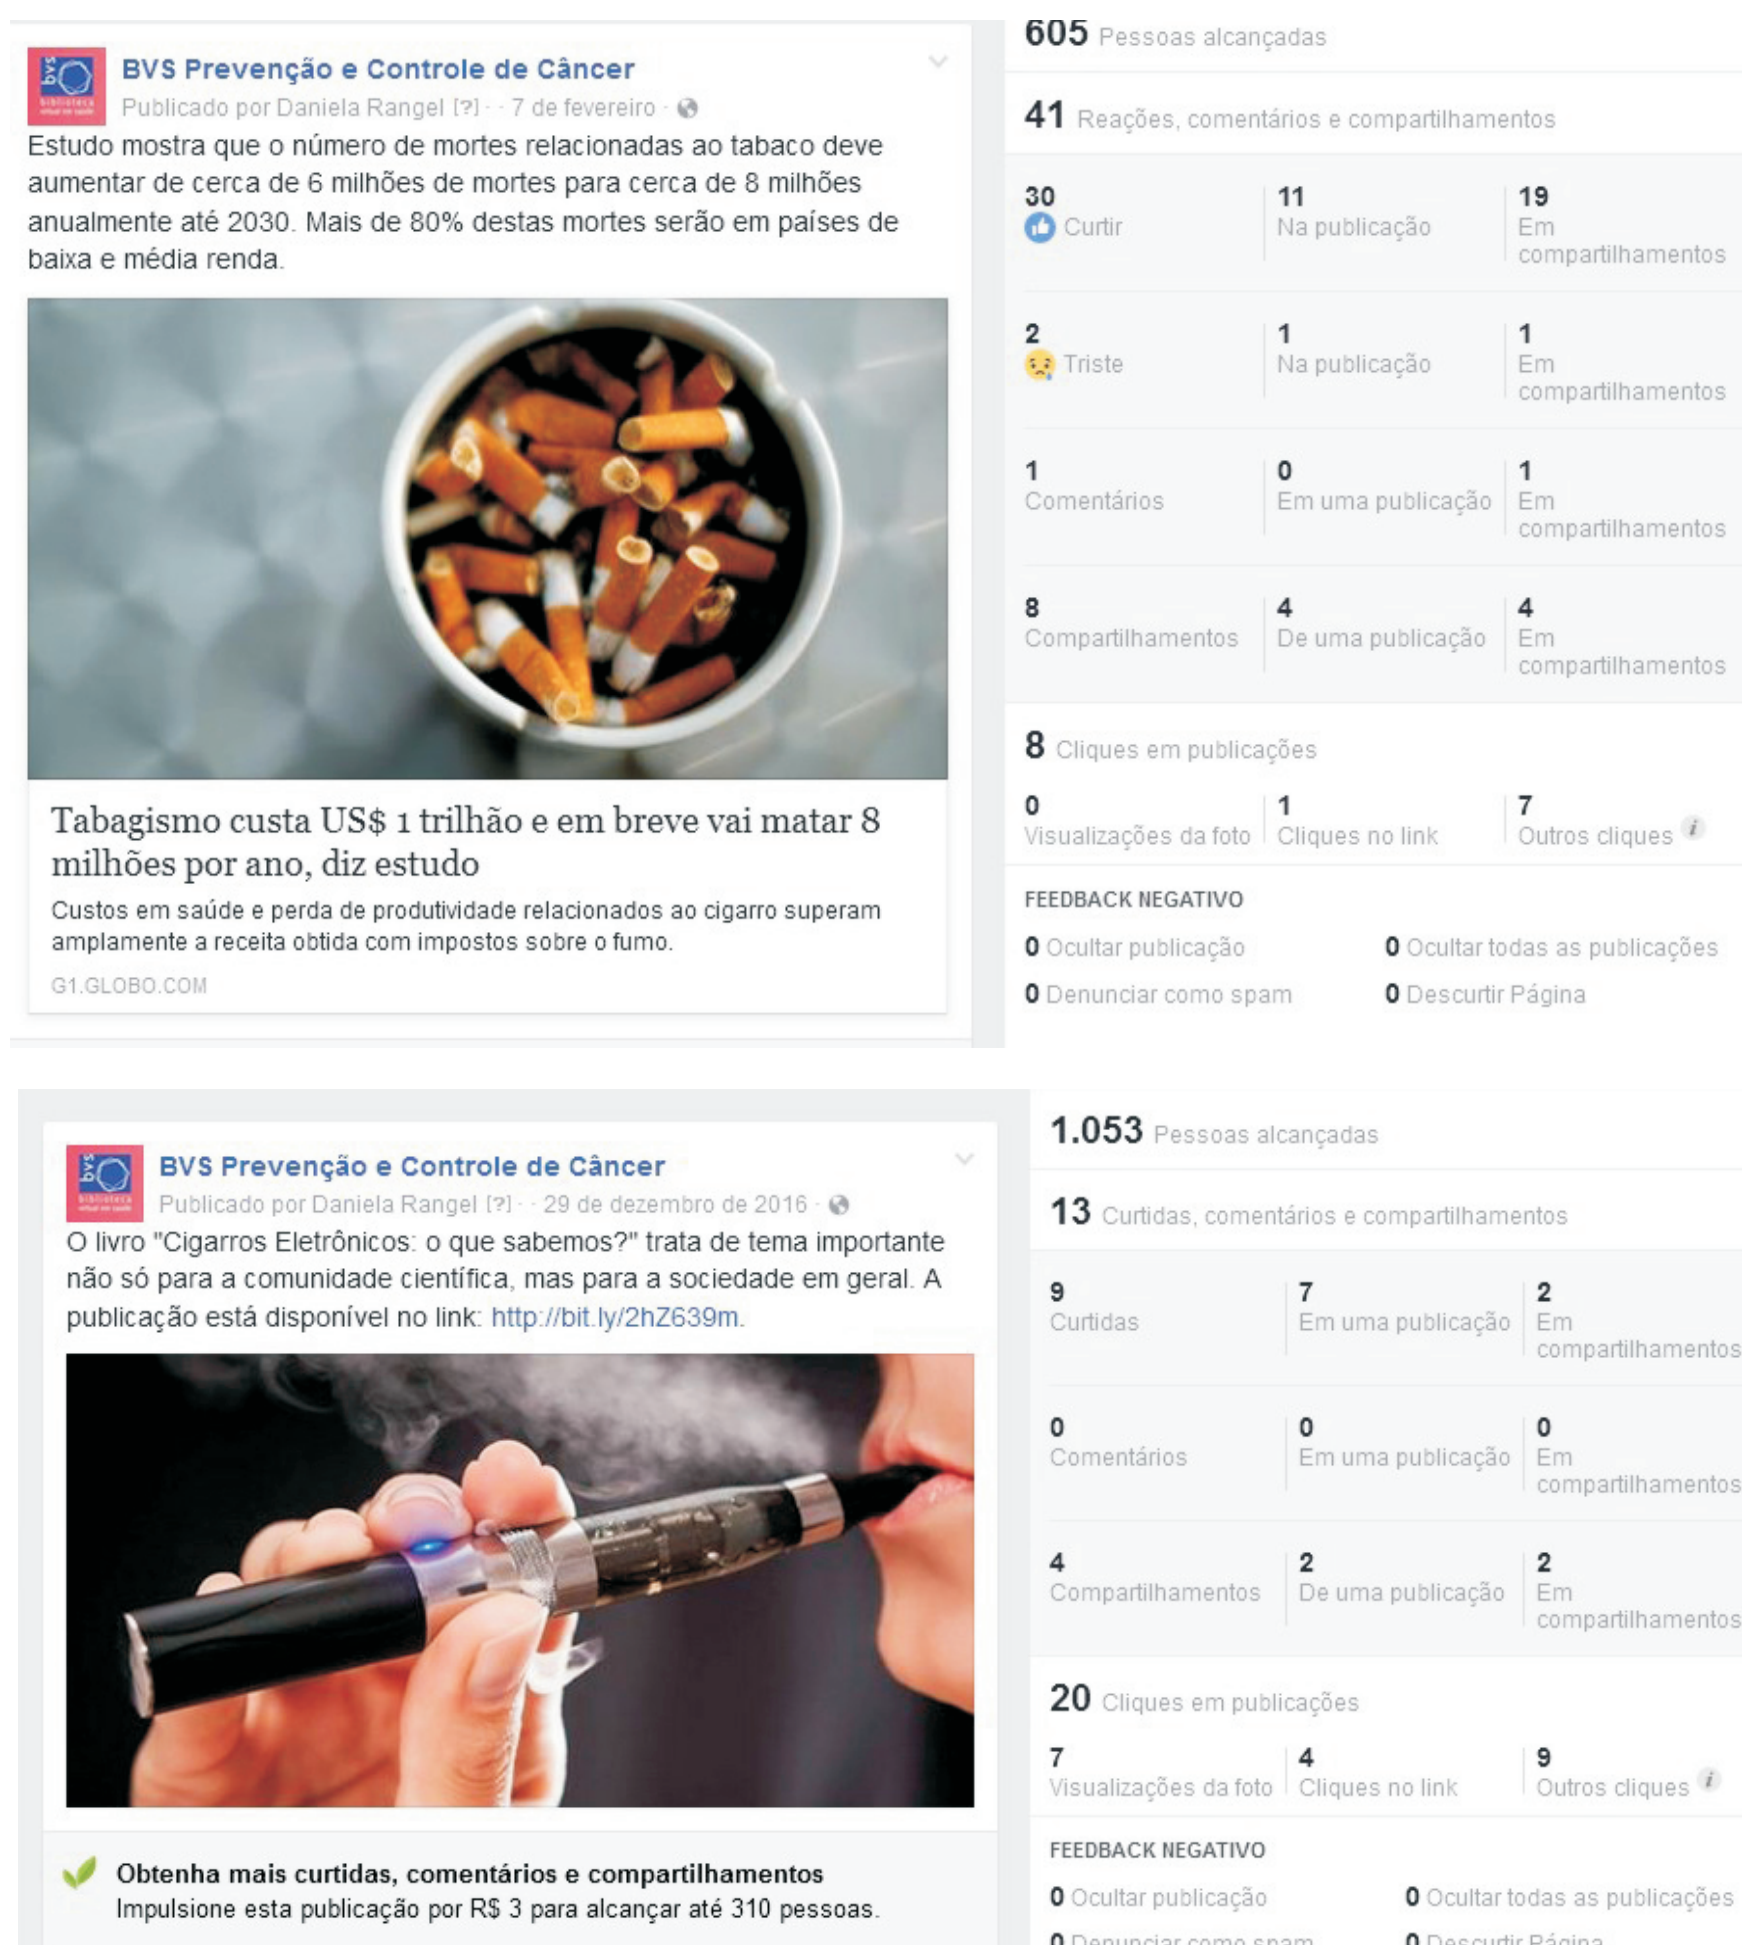 BVS Prevenção e Controle de Câncer
Publicado por Daniela Rangel [?] · · 7 de fevereiro ·
Estudo mostra que o número de mortes relacionadas ao tabaco deve
aumentar de cerca de 6 milhões de mortes para cerca de 8 milhões
anualmente até 2030. Mais de 80% destas mortes serão em países de
baixa e média renda.
Tabagismo custa US$ 1 trilhão e em breve vai matar 8
milhões por ano, diz estudo
Custos em saúde e perda de produtividade relacionados ao cigarro superam
amplamente a receita obtida com impostos sobre o fumo.
G1.GLOBO.COM
605 Pessoas alcançadas
41 Reações, comentários e compartilhamentos
30 11 19
Curtir Na publicação Em
compartilhamentos
2 1 1
Triste Na publicação Em
compartilhamentos
1 0 1
Comentários Em uma publicação Em
compartilhamentos
8 4 4
Compartilhamentos De uma publicação Em
compartilhamentos
8 Cliques em publicações
0 1 7
Visualizações da foto Cliques no link Outros cliques i
FEEDBACK NEGATIVO
0 Ocultar publicação 0 Ocultar todas as publicações
0 Denunciar como spam 0 Descurtir Página
bvs
biblioteca
virtual em saúde
BVS Prevenção e Controle de Câncer
Publicado por Daniela Rangel [?] · · 29 de dezembro de 2016 ·
O livro "Cigarros Eletrônicos: o que sabemos?" trata de tema importante
não só para a comunidade científica, mas para a sociedade em geral. A
publicação está disponível no link: http://bit.ly/2hZ639m.
Obtenha mais curtidas, comentários e compartilhamentos
Impulsione esta publicação por R$ 3 para alcançar até 310 pessoas.
1.053 Pessoas alcançadas
13 Curtidas, comentários e compartilhamentos
9 7 2
Curtidas Em uma publicação Em
compartilhamentos
0 0 0
Comentários Em uma publicação Em
compartilhamentos
4 2 2
Compartilhamentos De uma publicação Em
compartilhamentos
20 Cliques em publicações
7 4 9
Visualizações da foto Cliques no link Outros cliques i
FEEDBACK NEGATIVO
0 Ocultar publicação 0 Ocultar todas as publicações
0 Denunciar como spam 0 Descurtir Página